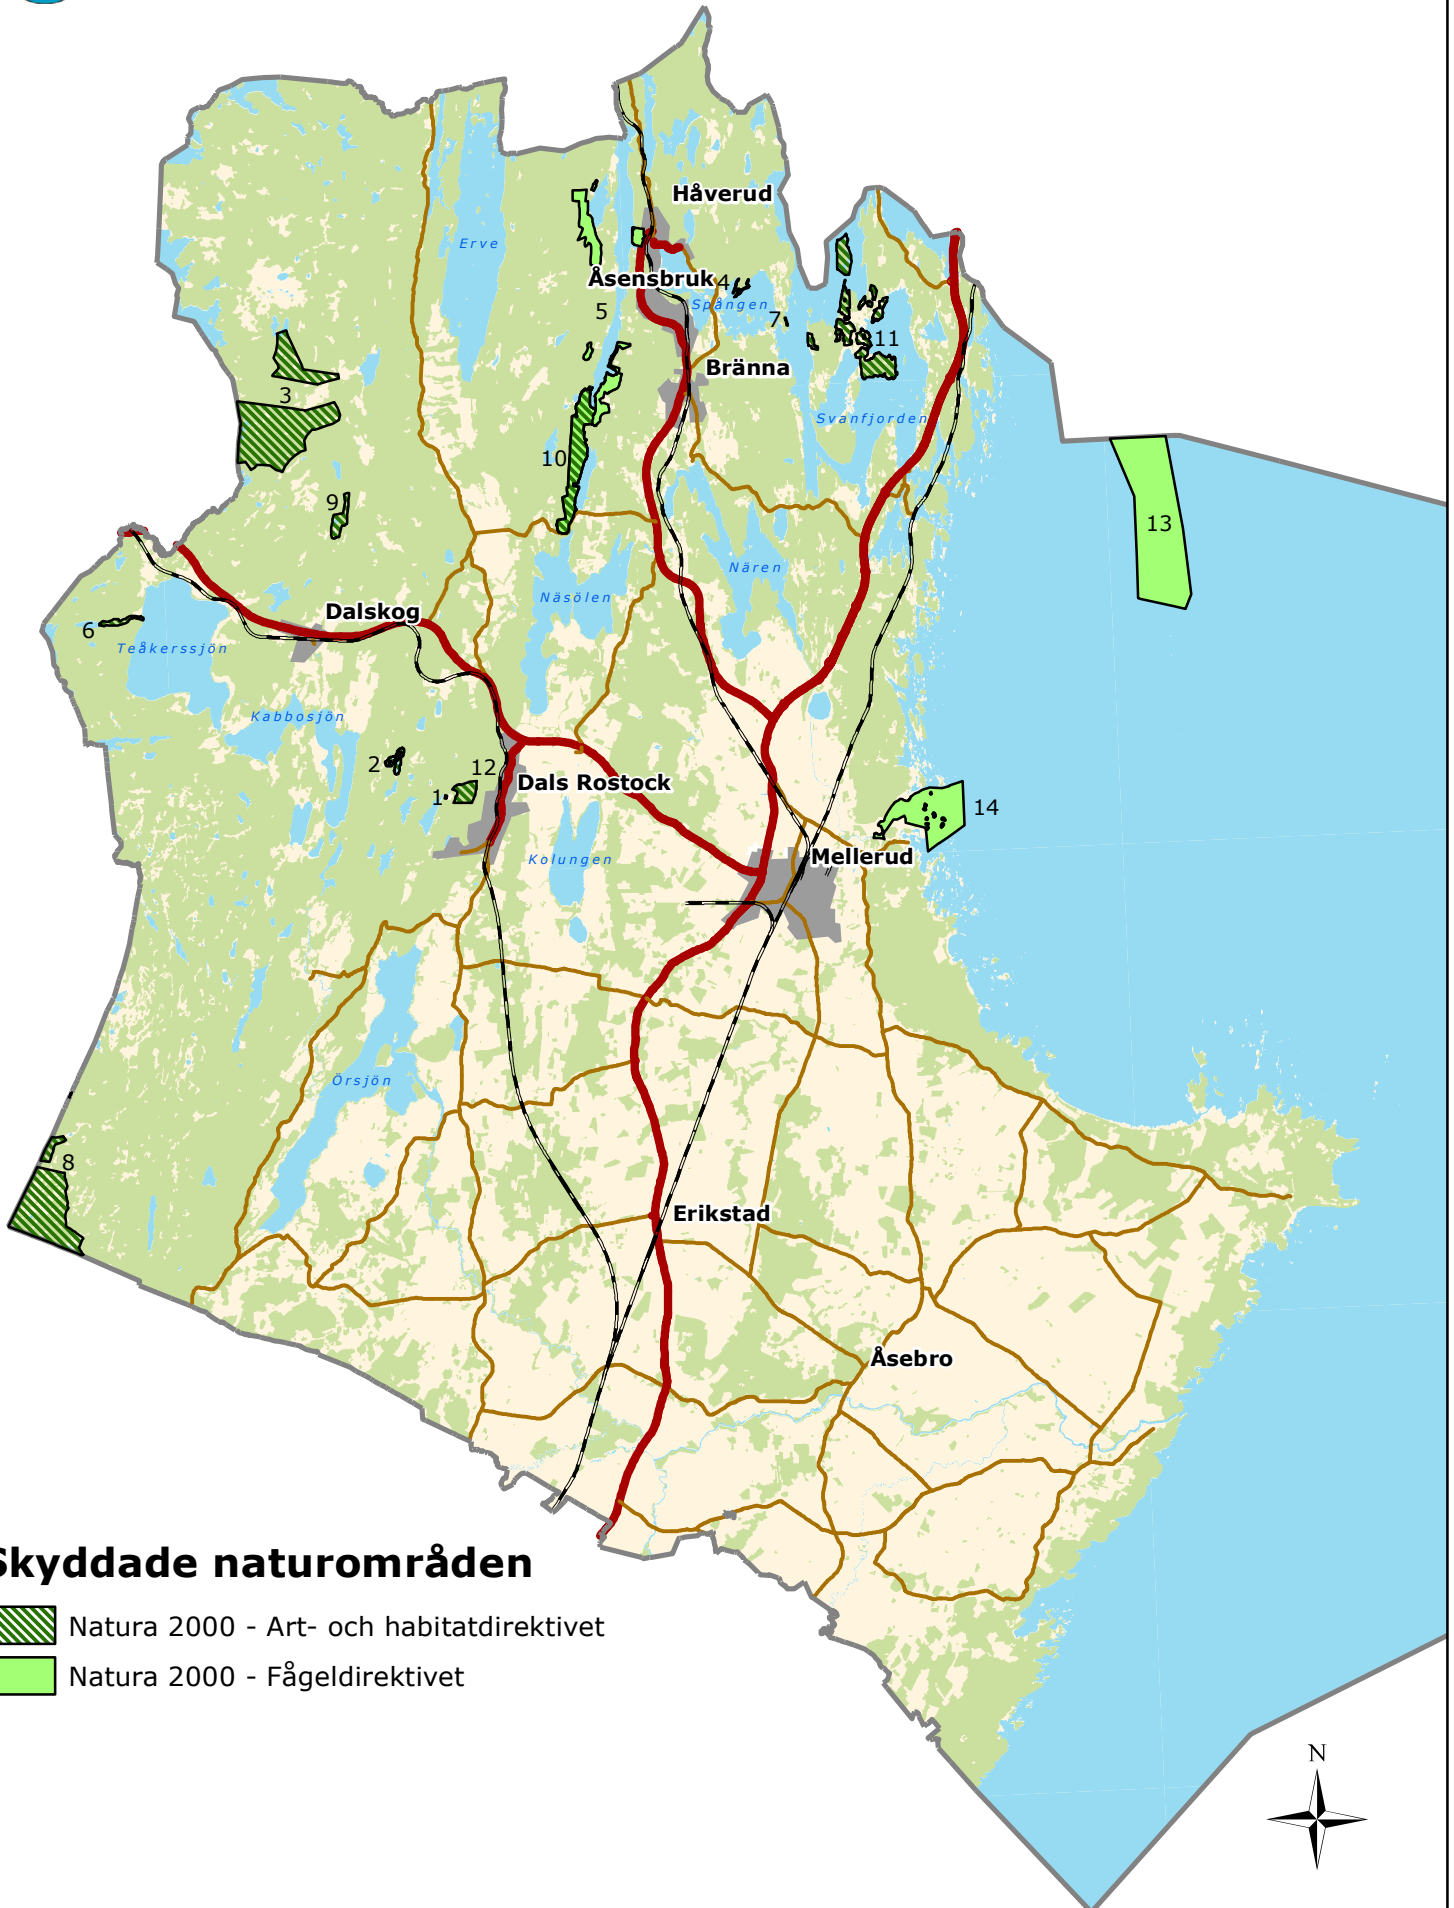 Håverud
Erve
Åsensbruk
4
Spången
5
7
11
Bränna
3
Svanfjorden
10
9
13
Nären
Näsölen
Dalskog
6
Teåkerssjön
Kabbosjön
2
12
Dals Rostock
1
14
Mellerud
Kolungen
Örsjön
8
Erikstad
Åsebro
Skyddade naturområden
Natura 2000 - Art- och habitatdirektivet
Natura 2000 - Fågeldirektivet
N